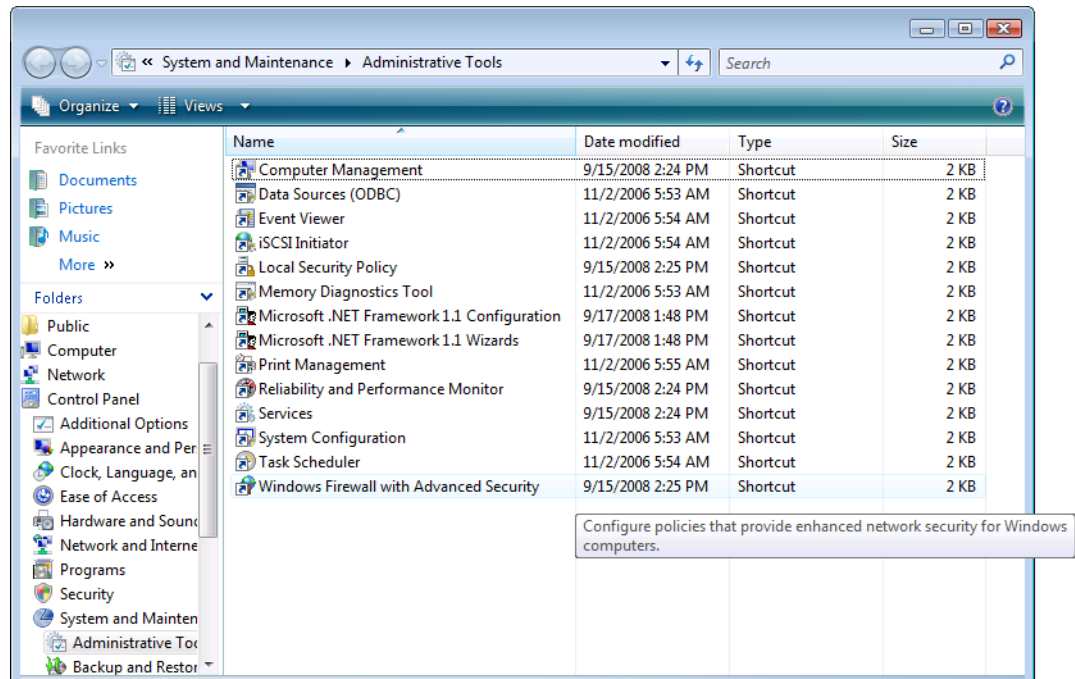 « System and Maintenance ▸ Administrative Tools
Search
Organize
Views
Favorite Links
Documents
Pictures
Music
More »
Folders
Public
Computer
Network
Control Panel
Additional Options
Appearance and Per
Clock, Language, an
Ease of Access
Hardware and Sound
Network and Interne
Programs
Security
System and Mainten
Administrative Too
Backup and Restor
Name Date modified Type Size
Computer Management 9/15/2008 2:24 PM Shortcut 2 KB
Data Sources (ODBC) 11/2/2006 5:53 AM Shortcut 2 KB
Event Viewer 11/2/2006 5:54 AM Shortcut 2 KB
iSCSI Initiator 11/2/2006 5:54 AM Shortcut 2 KB
Local Security Policy 9/15/2008 2:25 PM Shortcut 2 KB
Memory Diagnostics Tool 11/2/2006 5:53 AM Shortcut 2 KB
Microsoft .NET Framework 1.1 Configuration 9/17/2008 1:48 PM Shortcut 2 KB
Microsoft .NET Framework 1.1 Wizards 9/17/2008 1:48 PM Shortcut 2 KB
Print Management 11/2/2006 5:55 AM Shortcut 2 KB
Reliability and Performance Monitor 9/15/2008 2:24 PM Shortcut 2 KB
Services 9/15/2008 2:24 PM Shortcut 2 KB
System Configuration 11/2/2006 5:53 AM Shortcut 2 KB
Task Scheduler 11/2/2006 5:54 AM Shortcut 2 KB
Windows Firewall with Advanced Security 9/15/2008 2:25 PM Shortcut 2 KB
Configure policies that provide enhanced network security for Windows
computers.